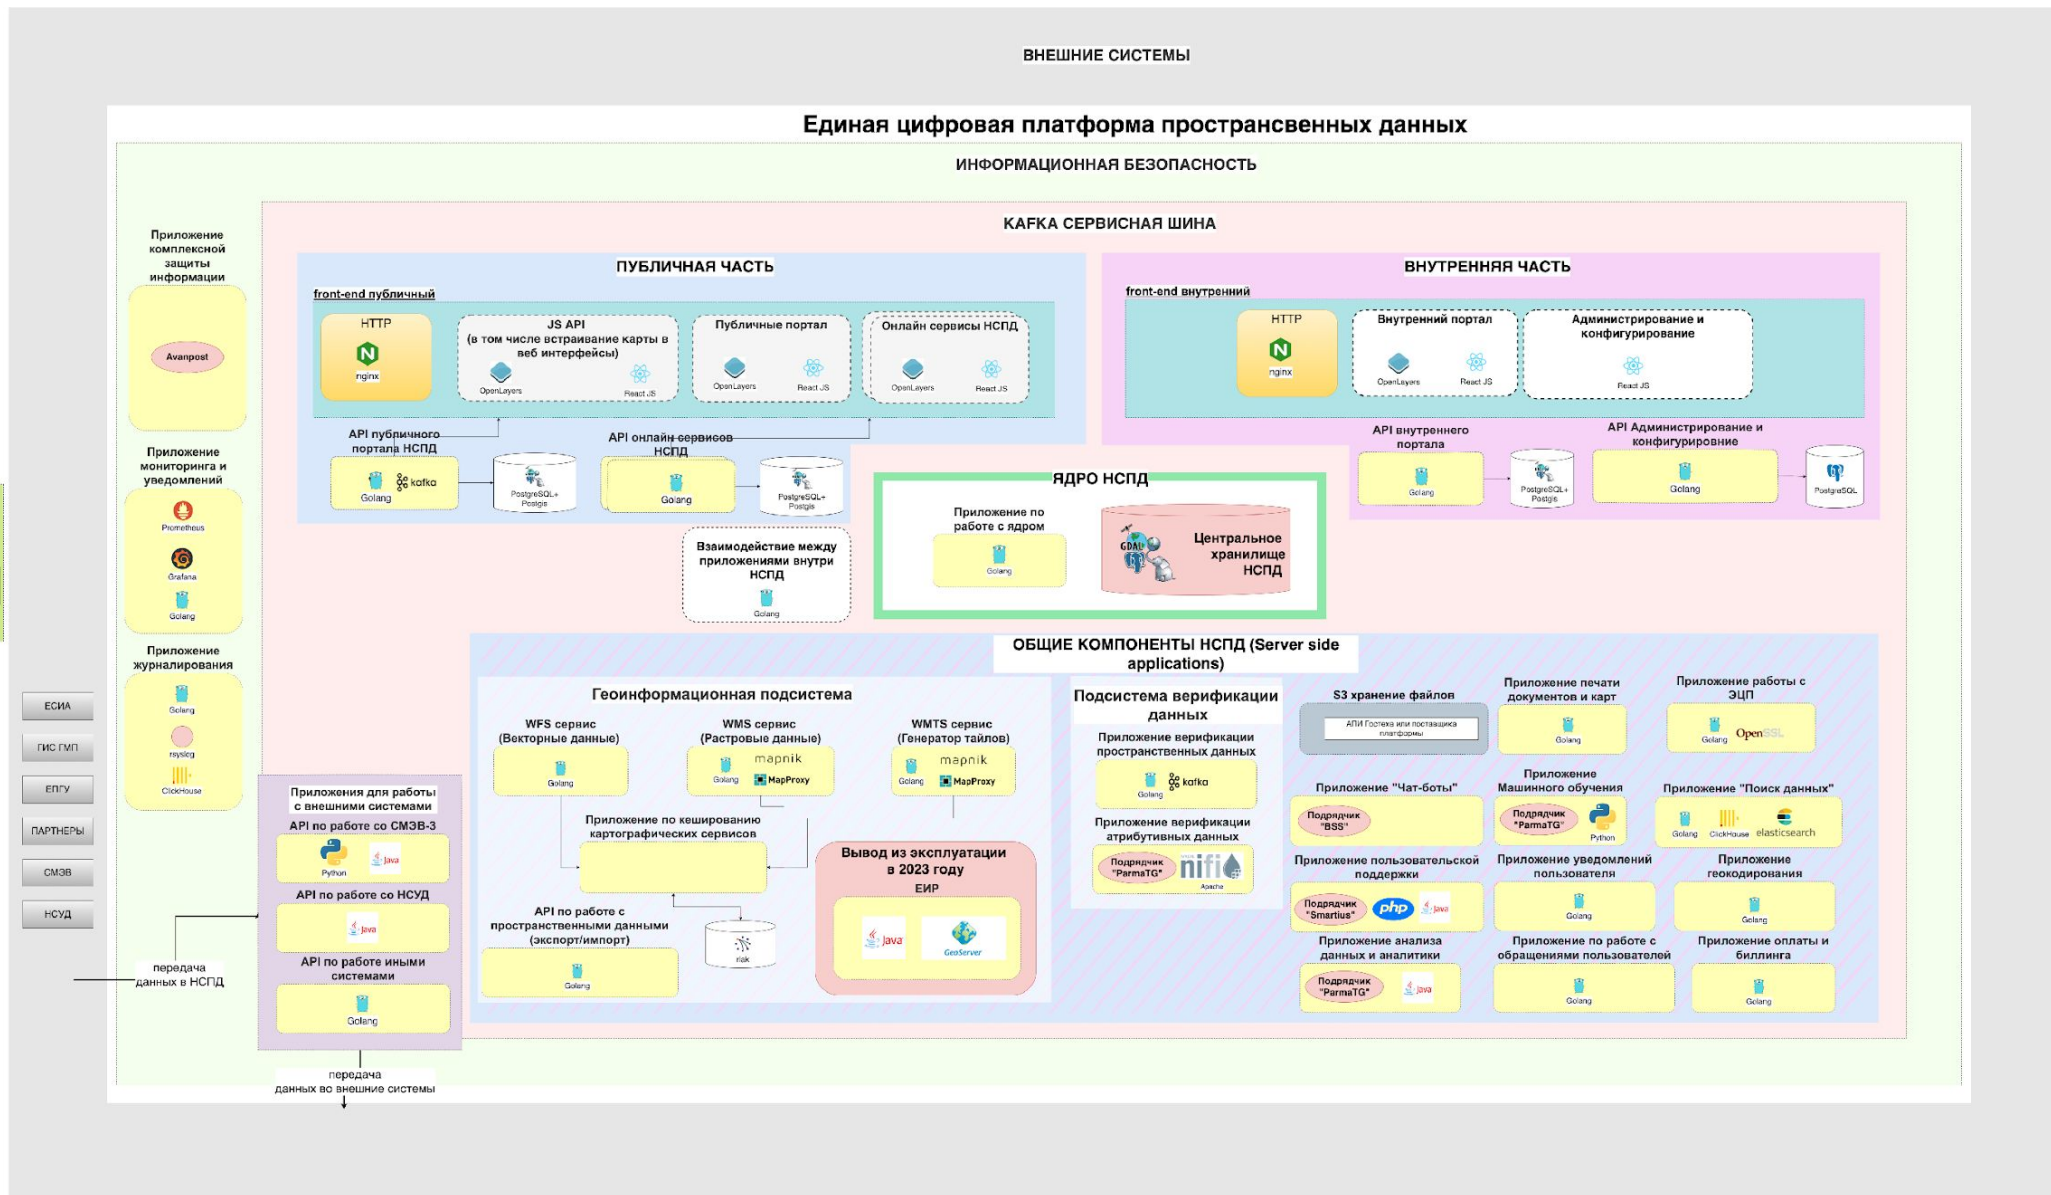 ВНЕШНИЕ СИСТЕМЫ
Единая цифровая платформа пространсвенных данных
ИНФОРМАЦИОННАЯ БЕЗОПАСНОСТЬ
KAFKA СЕРВИСНАЯ ШИНА
Приложение
комплексной
защиты
информации
Avanpost
Приложение
мониторинга и
уведомлений
Prometheus
Grafana
Golang
Приложение
журналирования
Golang
rsyslog
ClickHouse
ЕСИА
ГИС ГМП
ЕПГУ
ПАРТНЕРЫ
СМЭВ
НСУД
передача
данных в НСПД
ПУБЛИЧНАЯ ЧАСТЬ
front-end публичный
HTTP
nginx
JS API
(в том числе встраивание карты в
веб интерфейсы)
OpenLayers
React JS
Публичные портал
OpenLayers
React JS
Онлайн сервисы НСПД
OpenLayers
React JS
API публичного
портала НСПД
Golang
kafka
PostgreSQL+
Postgis
API онлайн сервисов
НСПД
Golang
PostgreSQL+
Postgis
ВНУТРЕННЯЯ ЧАСТЬ
front-end внутренний
HTTP
nginx
Внутренний портал
OpenLayers
React JS
Администрирование и
конфигурирование
React JS
API внутреннего
портала
Golang
PostgreSQL+
Postgis
API Администрирование и
конфигурировние
Golang
PostgreSQL
Взаимодействие между
приложениями внутри
НСПД
Golang
ЯДРО НСПД
Приложение по
работе с ядром
Golang
GDAL
Центральное
хранилище
НСПД
Приложения для работы
с внешними системами
API по работе со СМЭВ-3
Python
Java
API по работе со НСУД
Java
API по работе иными
системами
Golang
передача
данных во внешние системы
ОБЩИЕ КОМПОНЕНТЫ НСПД (Server side
applications)
Геоинформационная подсистема
WFS сервис
(Векторные данные)
Golang
WMS сервис
(Растровые данные)
Golang
mapnik
MapProxy
WMTS сервис
(Генератор тайлов)
Golang
mapnik
MapProxy
Приложение по кешированию
картографических сервисов
API по работе с
пространственными данными
(экспорт/импорт)
Golang
riak
Вывод из эксплуатации
в 2023 году
ЕИР
Java
GeoServer
Подсистема верификации
данных
Приложение верификации
пространственных данных
Golang
kafka
Приложение верификации
атрибутивных данных
Подрядчик
"ParmaTG"
nifi
Apache
S3 хранение файлов
АПИ Гостеха или поставщика
платформы
Приложение печати
документов и карт
Golang
Приложение работы с
ЭЦП
Golang
OpenSSL
Приложение "Чат-боты"
Подрядчик
"BSS"
Приложение
Машинного обучения
Подрядчик
"ParmaTG"
Python
Приложение "Поиск данных"
Golang
ClickHouse
elasticsearch
Приложение пользовательской
поддержки
Подрядчик
"Smartius"
php
Java
Приложение уведомлений
пользователя
Golang
Приложение
геокодирования
Golang
Приложение анализа
данных и аналитики
Подрядчик
"ParmaTG"
Java
Приложение по работе с
обращениями пользователей
Golang
Приложение оплаты и
биллинга
Golang